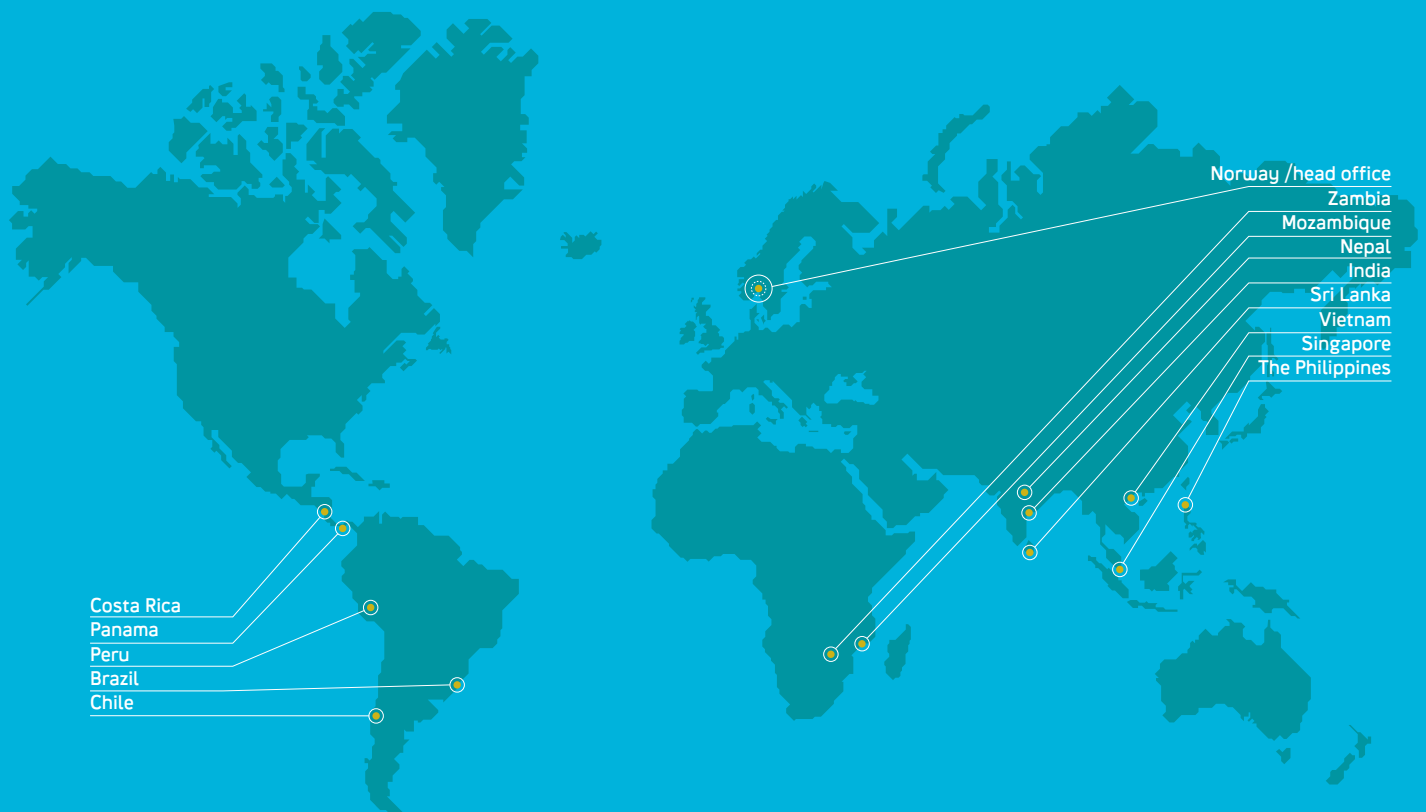 Norway /head office
Zambia
Mozambique
Nepal
India
Sri Lanka
Vietnam
Singapore
The Philippines
Costa Rica
Panama
Peru
Brazil
Chile